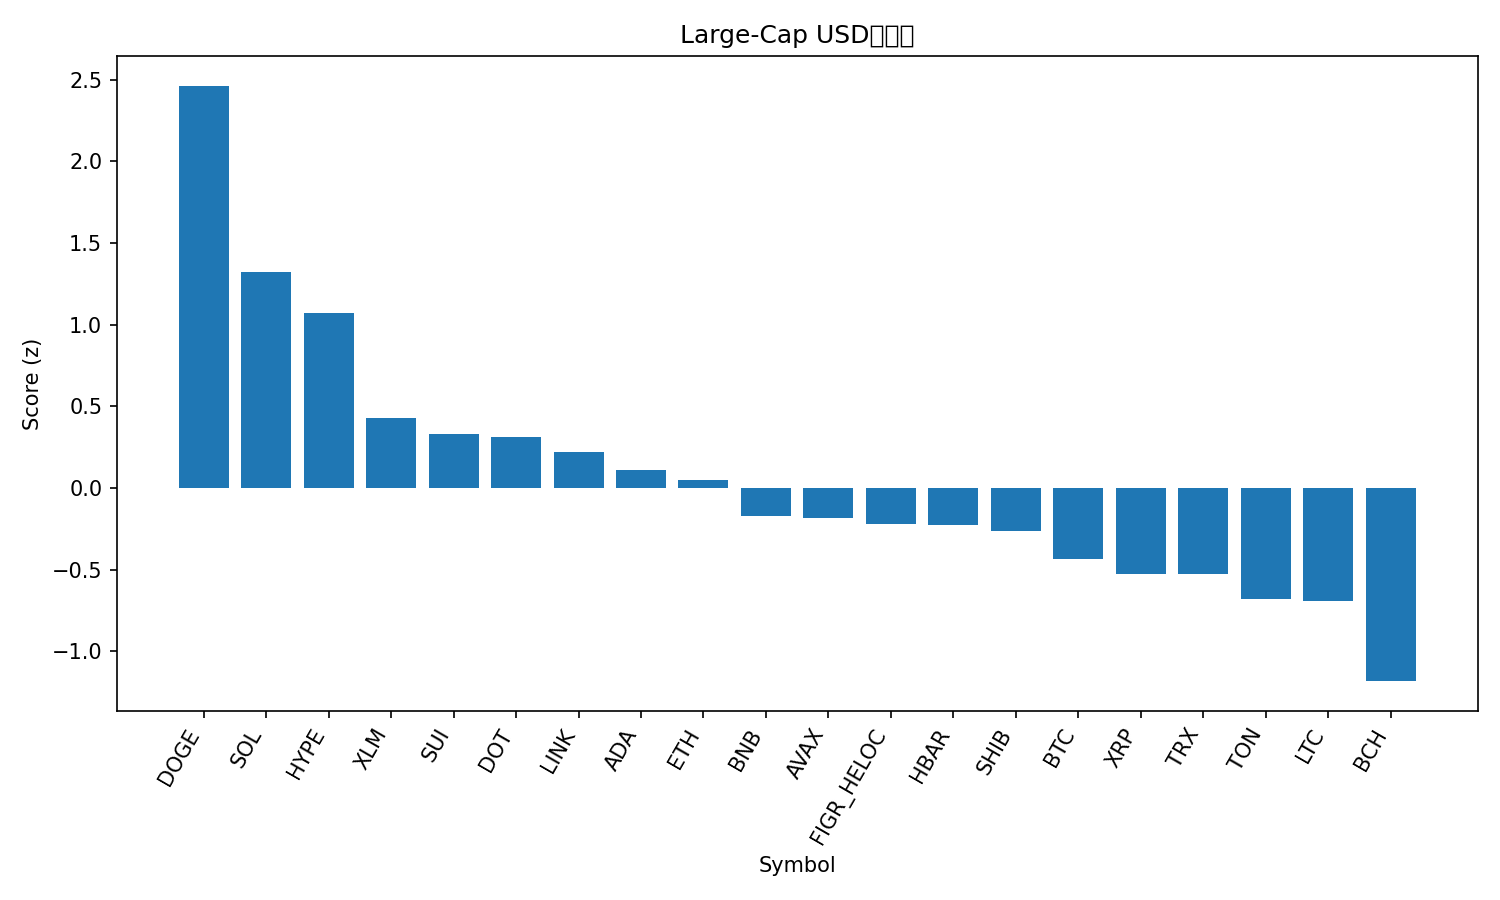 Large-Cap USD
Score (z)
2.5
2.0
1.5
1.0
0.5
0.0
−0.5
−1.0
DOGE
SOL
HYPE
XLM
SUI
DOT
LINK
ADA
ETH
BNB
AVAX
FIGR_HELOC
HBAR
SHIB
BTC
XRP
TRX
TON
LTC
BCH
Symbol